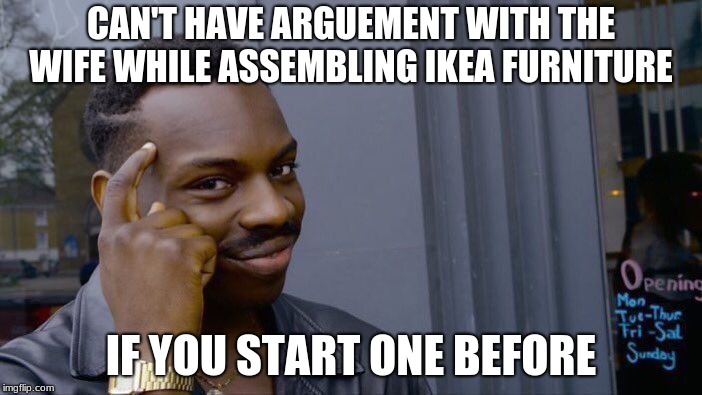 CAN'T HAVE ARGUEMENT WITH THE
WIFE WHILE ASSEMBLING IKEA FURNITURE
Opening
Mon
Tue-Thur
Fri-Sat
Sunday
IF YOU START ONE BEFORE
imgflip.com